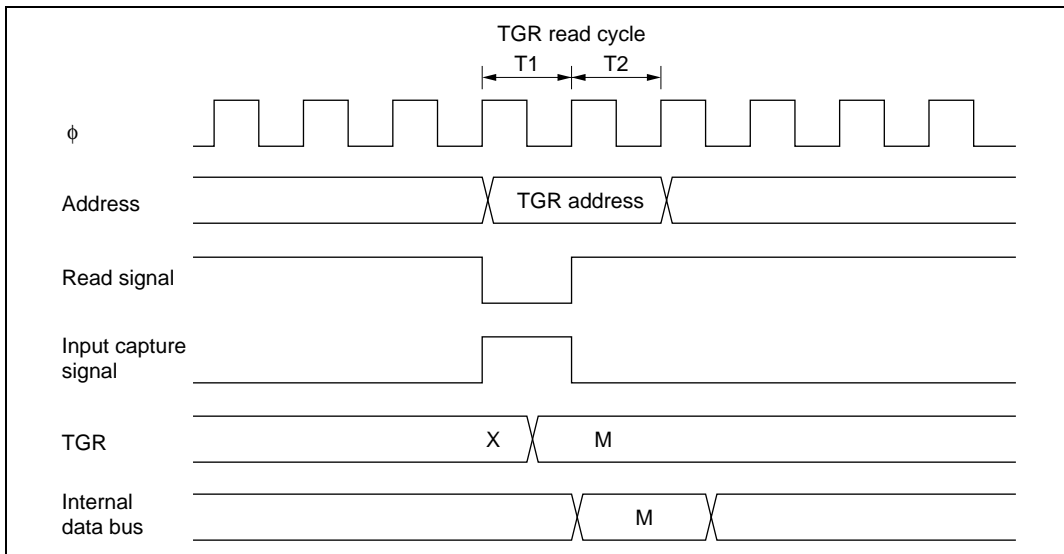 TGR read cycle
T1
T2
φ
Address
TGR address
Read signal
Input capture
signal
TGR
X
M
Internal
data bus
M